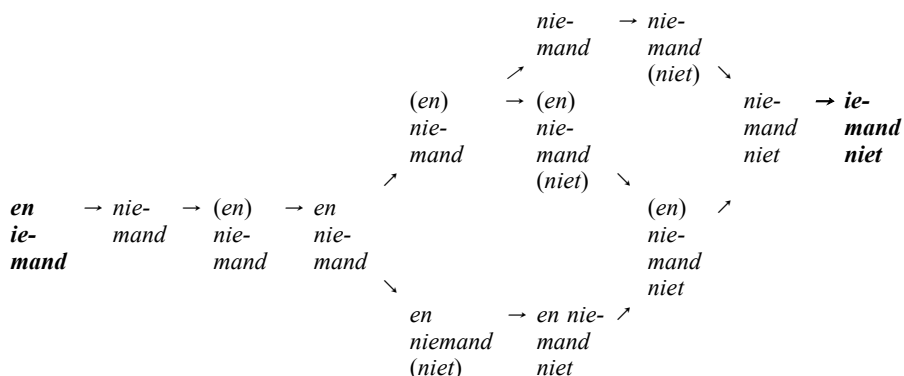 nie- → nie-
mand mand
(niet)
↗ ↘
(en) → (en) nie- → ie-
nie- nie- mand mand
mand mand niet niet
(niet)
↗ ↘
en → nie- → (en) → en (en) ↗
ie- mand nie- nie- nie-
mand mand mand mand
niet
↘
en → en nie- ↗
niemand mand
(niet) niet